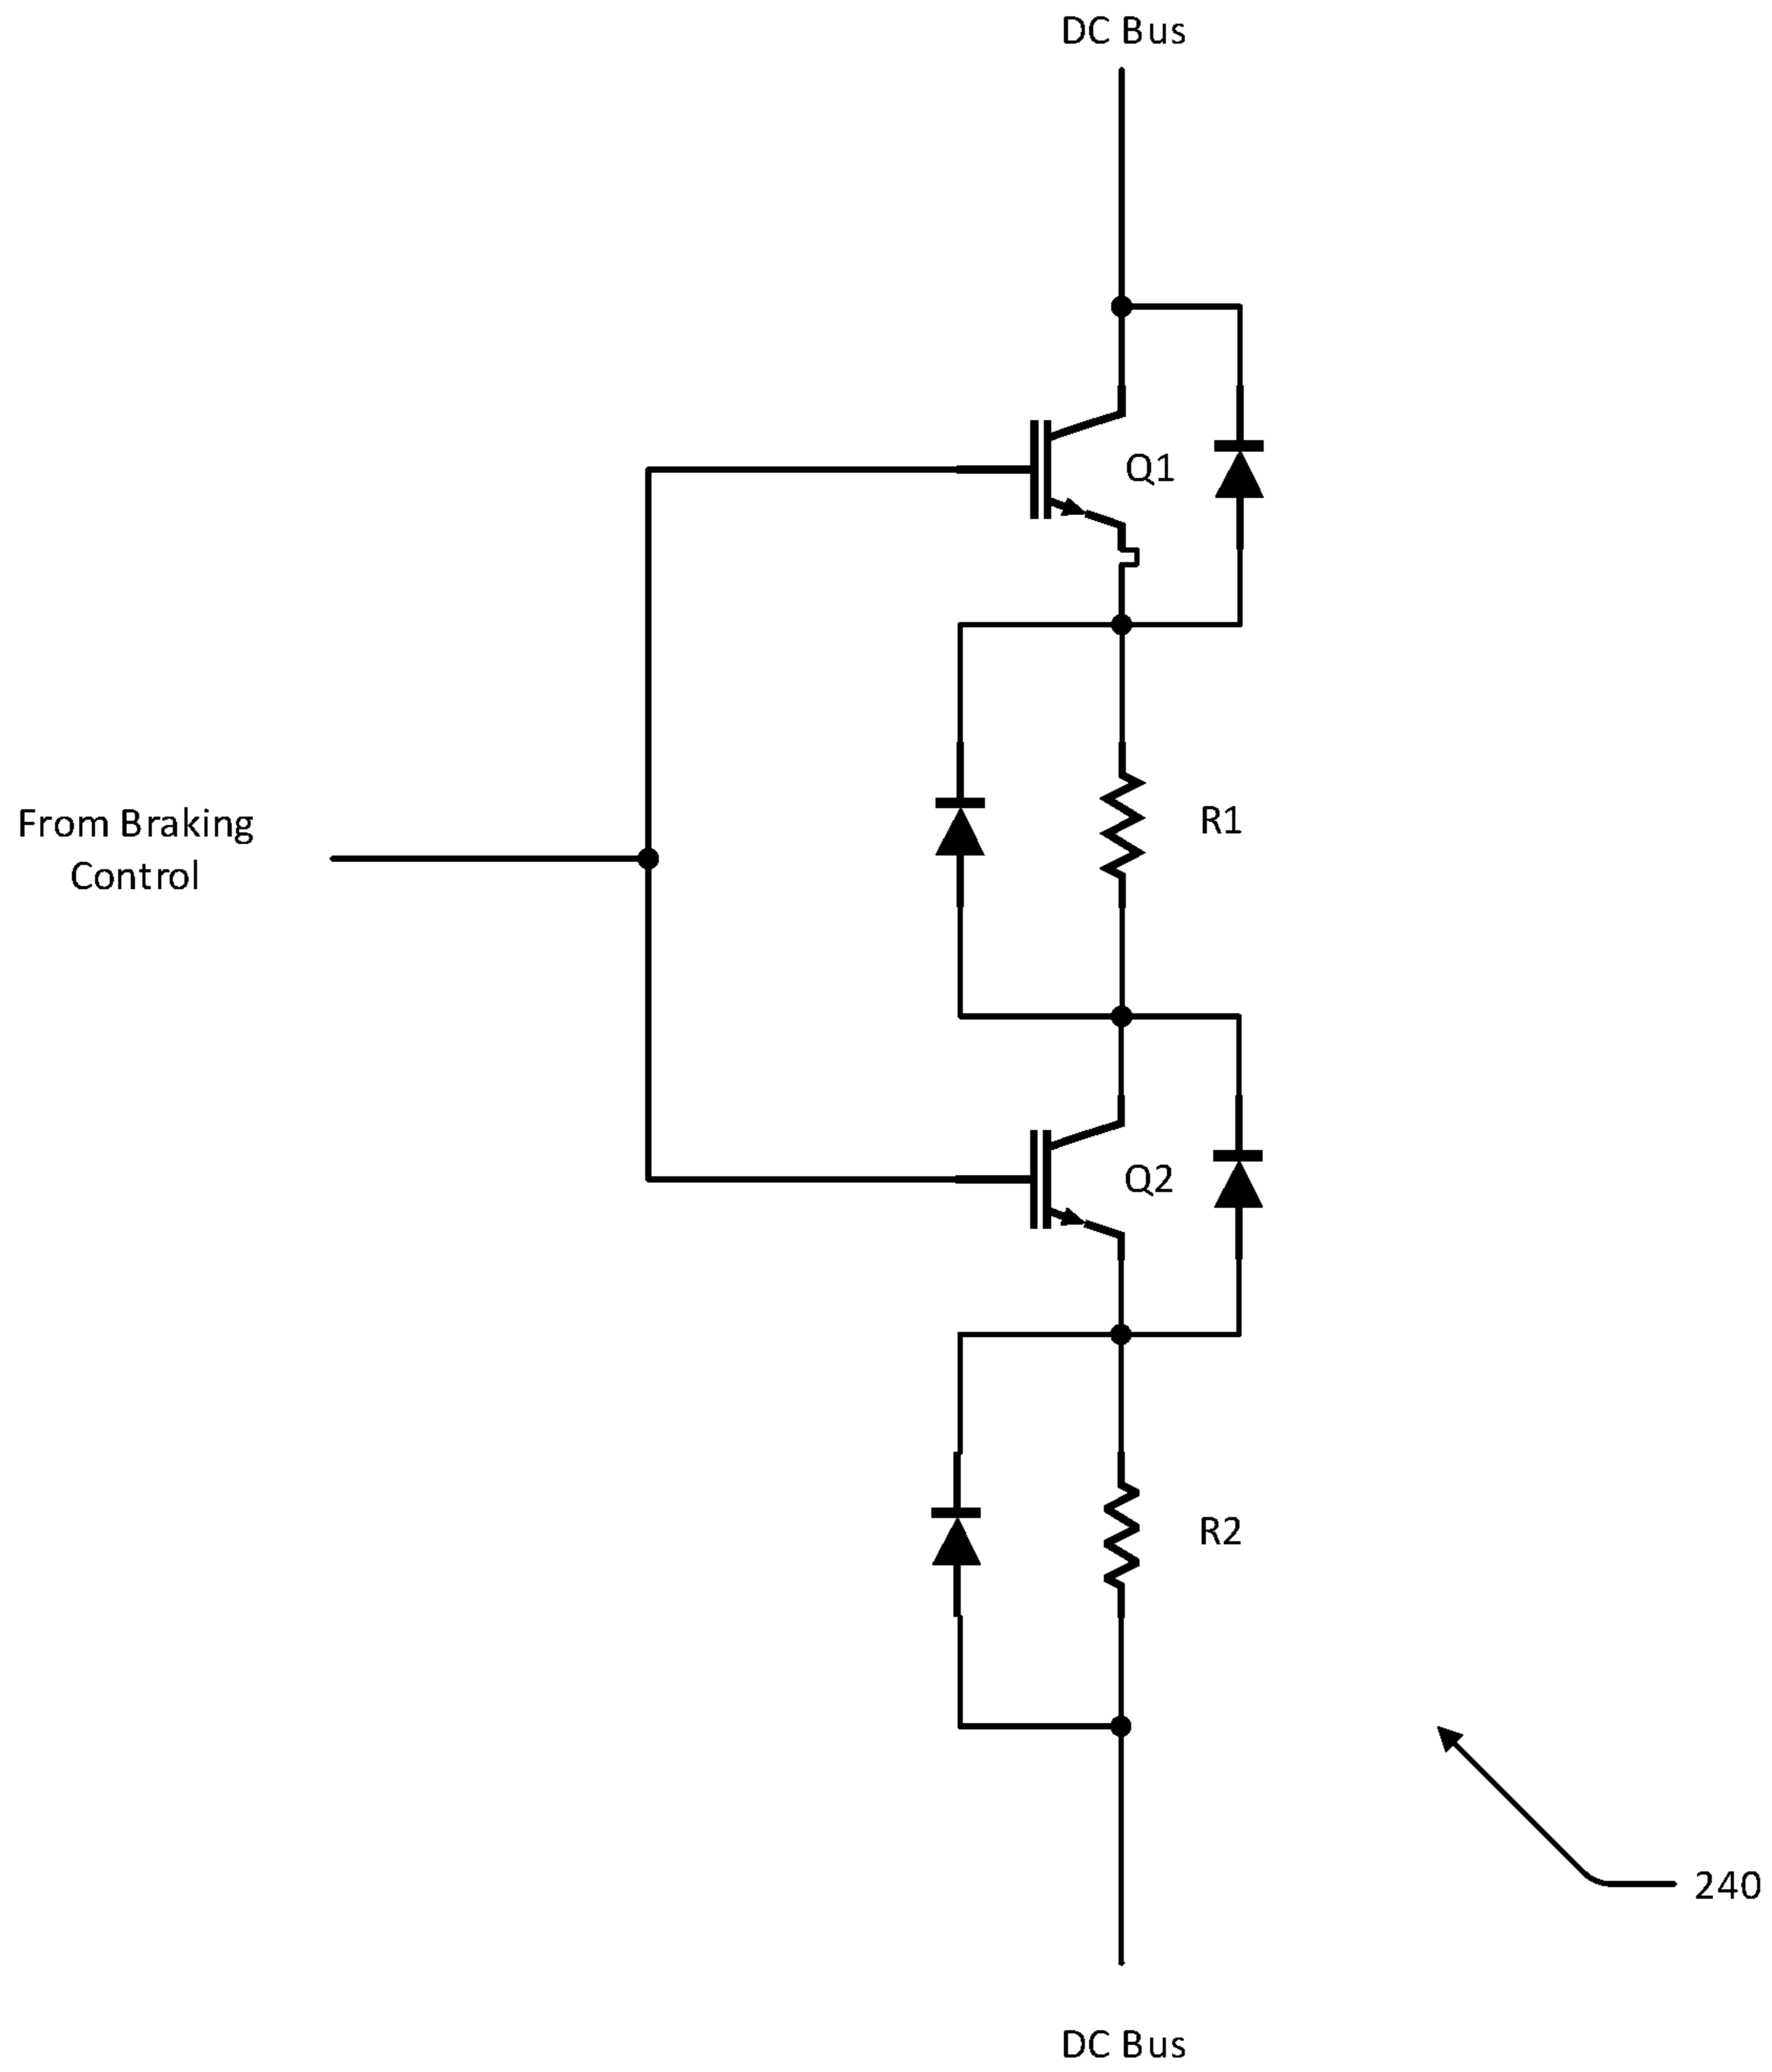 DC Bus
Q1
From Braking
Control
R1
Q2
R2
240
DC Bus